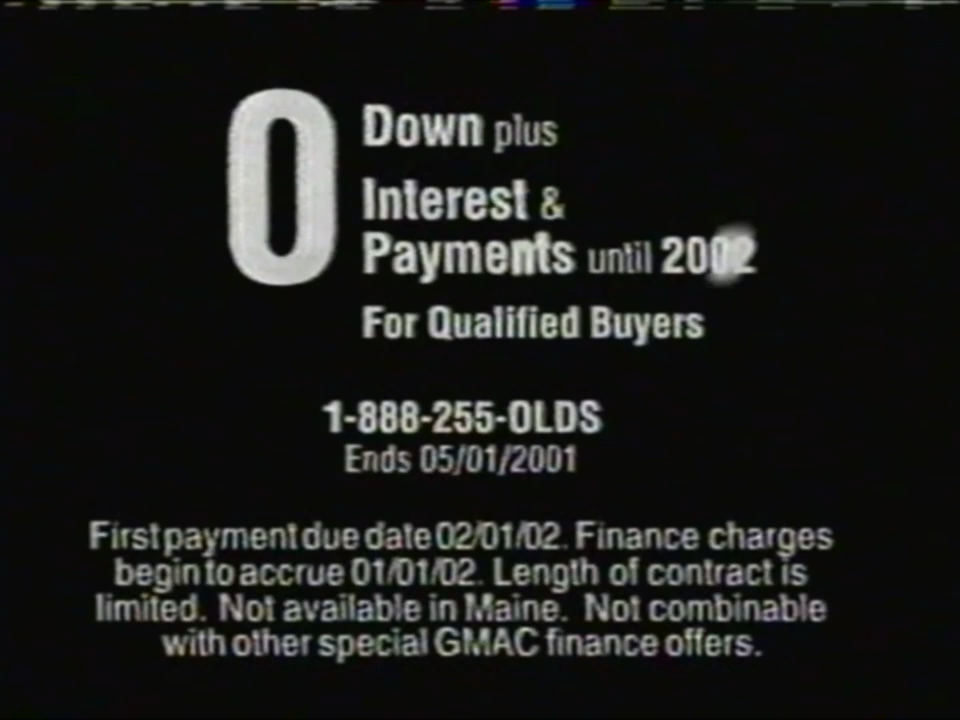 0 Down plus
Interest &
Payments until 2002
For Qualified Buyers
1-888-255-OLDS
Ends 05/01/2001
First payment due date 02/01/02. Finance charges
begin to accrue 01/01/02. Length of contract is
limited. Not available in Maine. Not combinable
with other special GMAC finance offers.